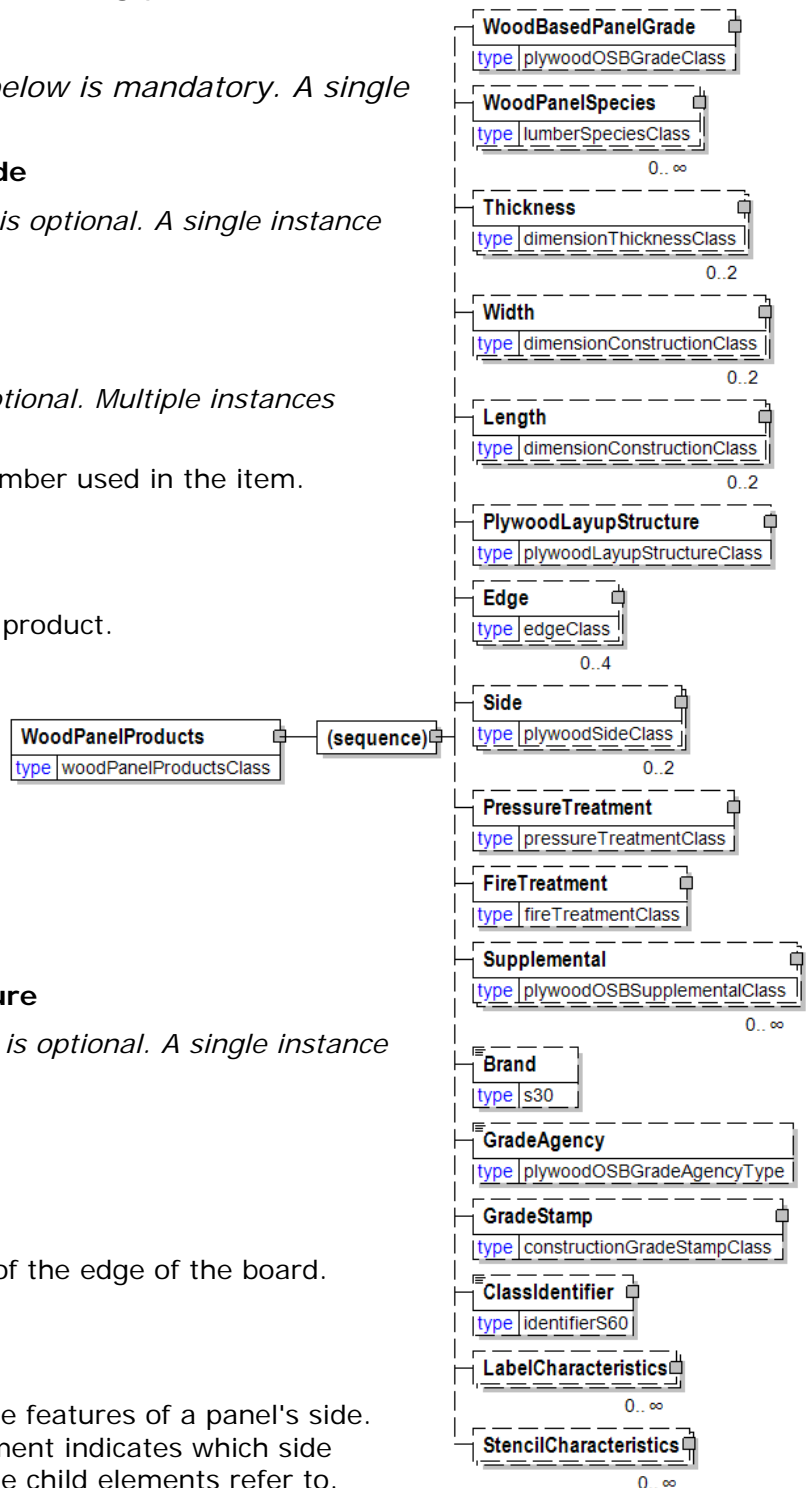 below is mandatory. A single
is optional. A single instance
optional. Multiple instances
used in the item.
product.
is optional. A single instance
of the edge of the board.
features of a panel's side.
indicates which side
child elements refer to.
WoodPanelProducts
type woodPanelProductsClass
(sequence)
WoodBasedPanelGrade
type plywoodOSBGradeClass
WoodPanelSpecies
type lumberSpeciesClass
0.. ∞
Thickness
type dimensionThicknessClass
0..2
Width
type dimensionConstructionClass
0..2
Length
type dimensionConstructionClass
0..2
PlywoodLayupStructure
type plywoodLayupStructureClass
Edge
type edgeClass
0..4
Side
type plywoodSideClass
0..2
PressureTreatment
type pressureTreatmentClass
FireTreatment
type fireTreatmentClass
Supplemental
type plywoodOSBSupplementalClass
0.. ∞
Brand
type s30
GradeAgency
type plywoodOSBGradeAgencyType
GradeStamp
type constructionGradeStampClass
ClassIdentifier
type identifierS60
LabelCharacteristics
0.. ∞
StencilCharacteristics
0.. ∞